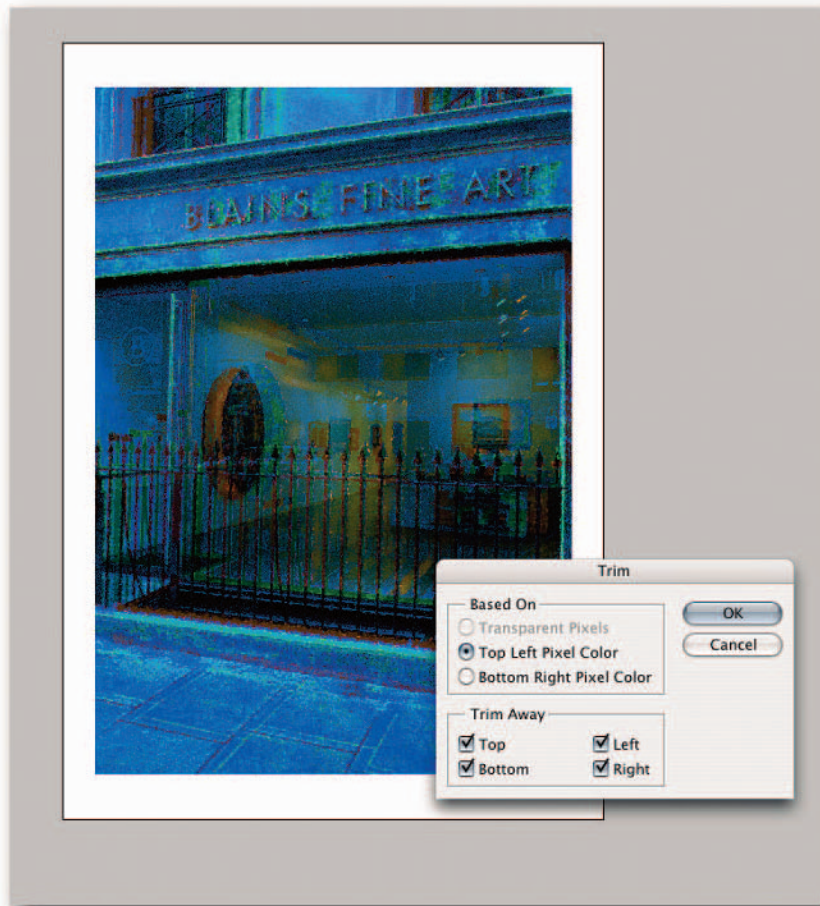 BLAINS FINE ART
Trim
Based On
Transparent Pixels
Top Left Pixel Color
Bottom Right Pixel Color
OK
Cancel
Trim Away
Top
Left
Bottom
Right